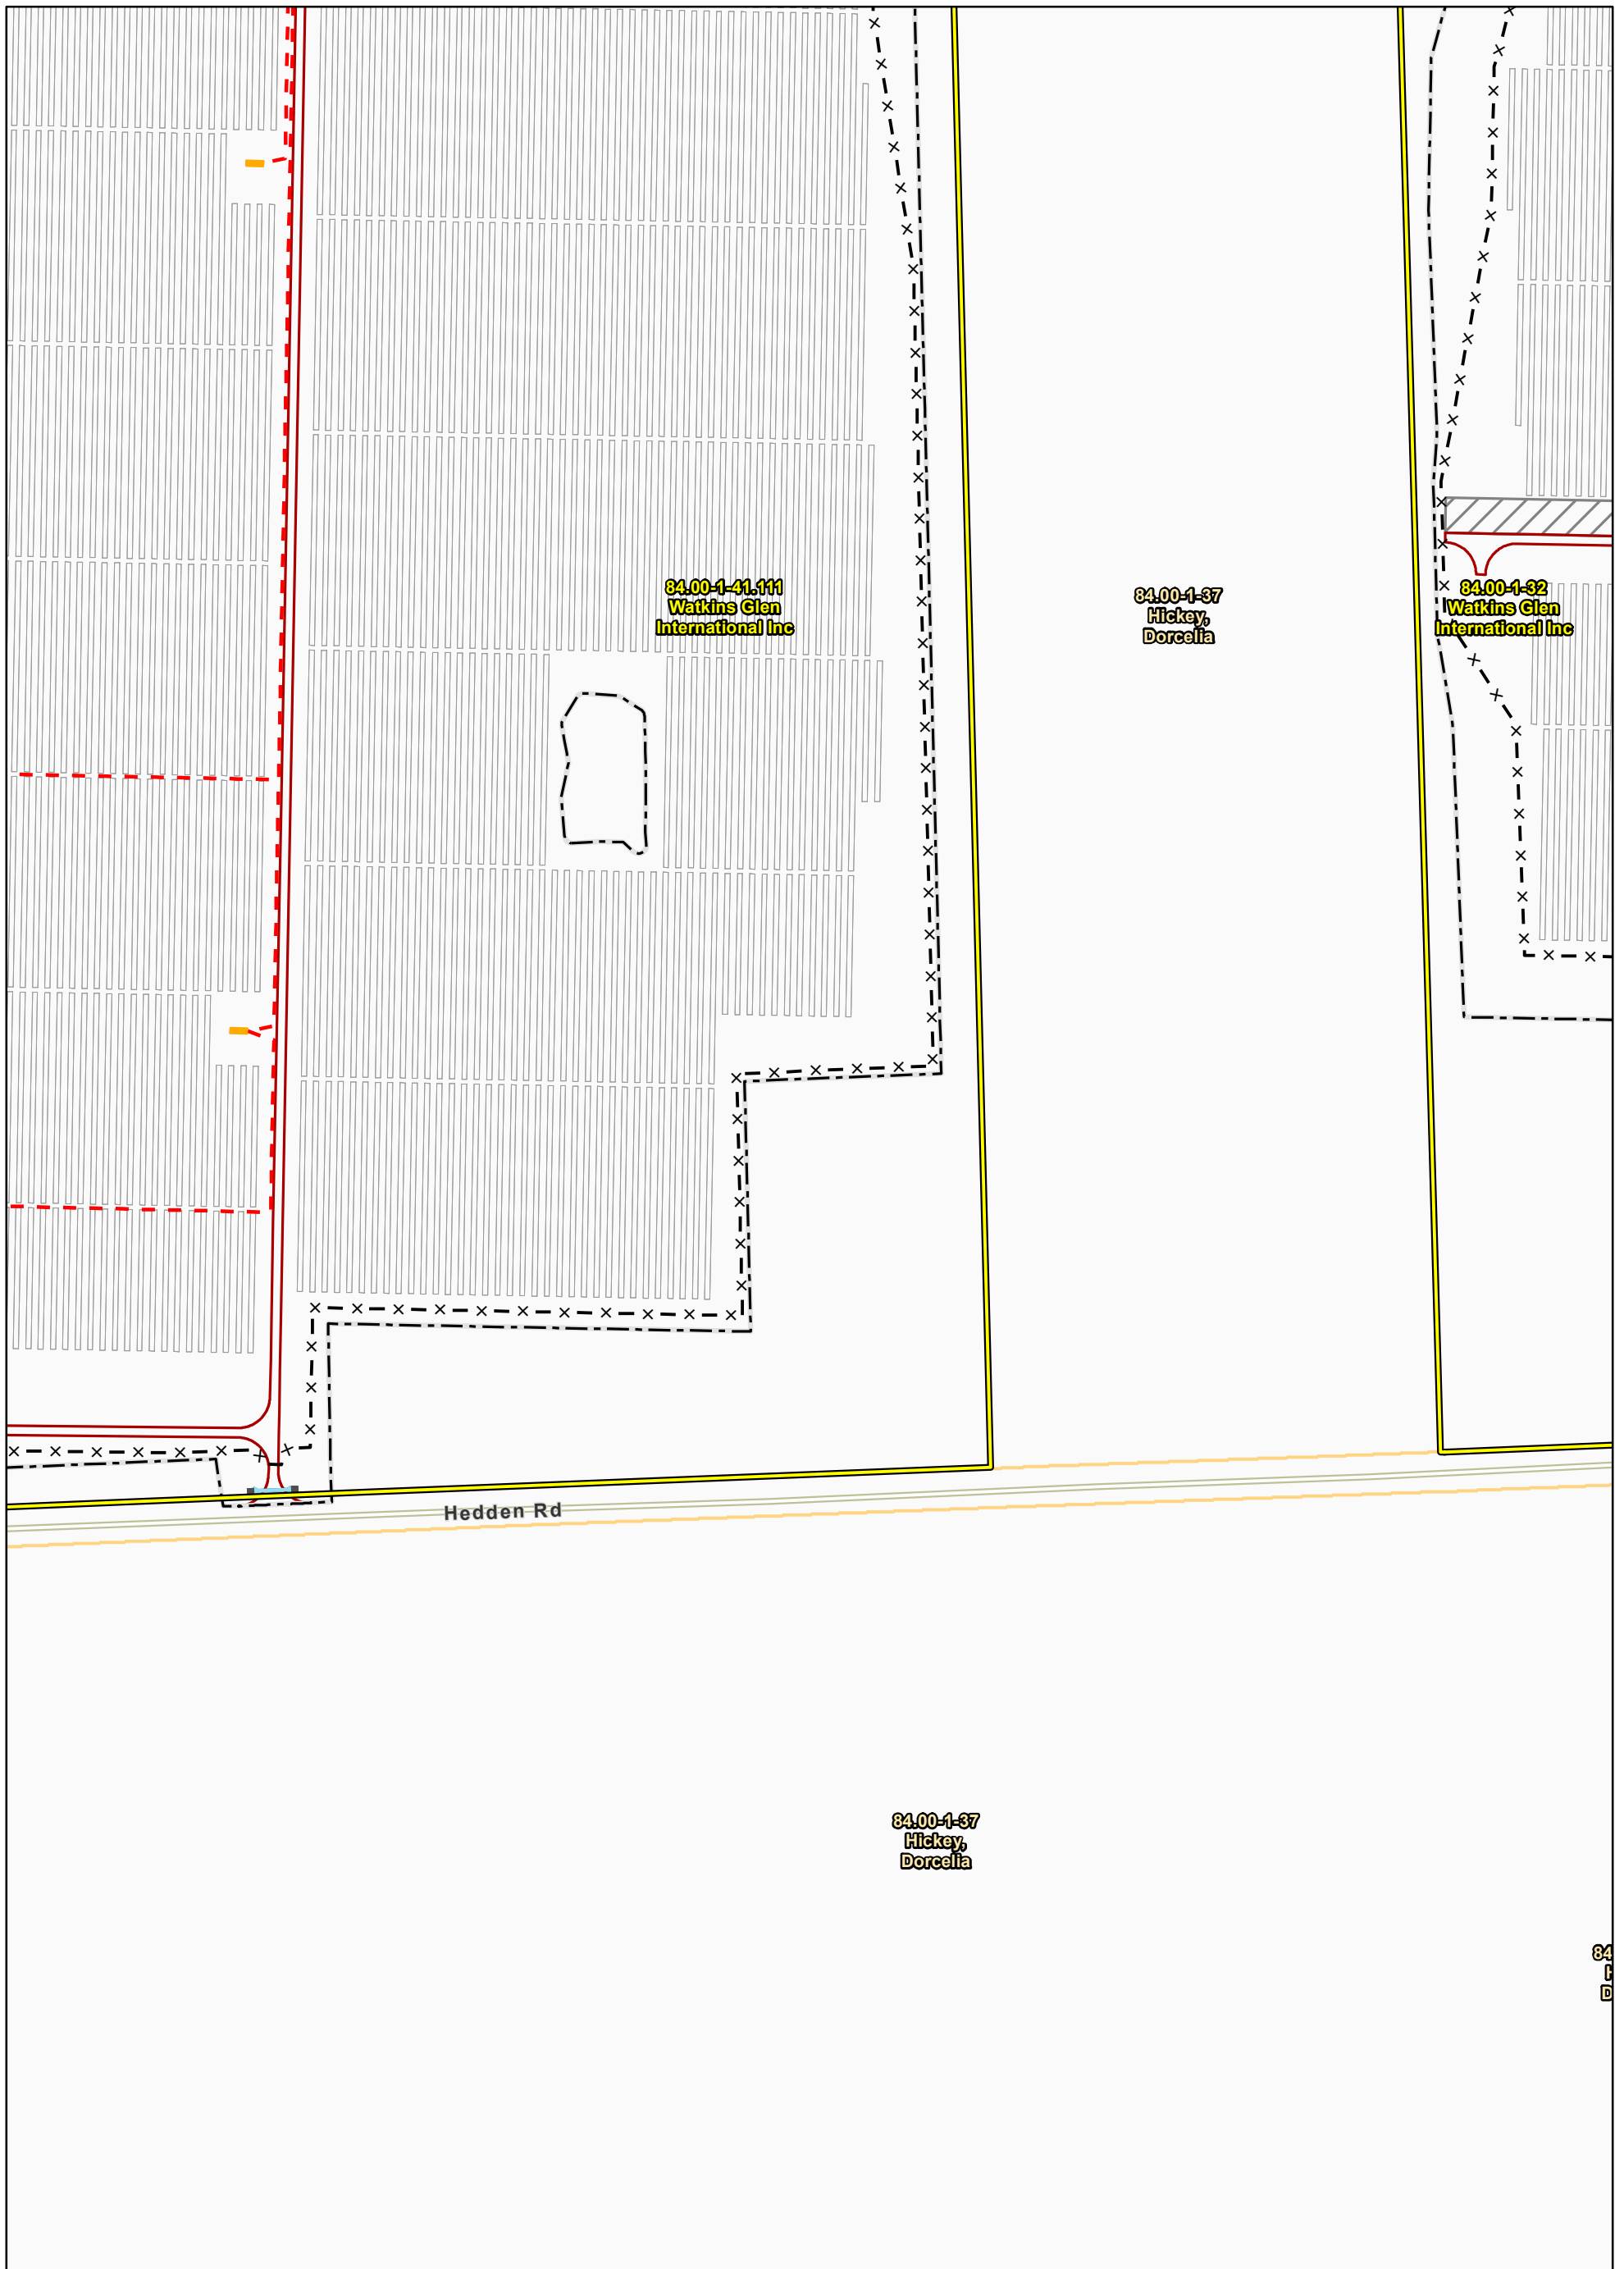 84.00-1-41.111
Watkins Glen
International Inc
84.00-1-37
Hickey,
Dorcelia
84.00-1-32
Watkins Glen
International Inc
Hedden Rd
84.00-1-37
Hickey,
Dorcelia
84
H
D